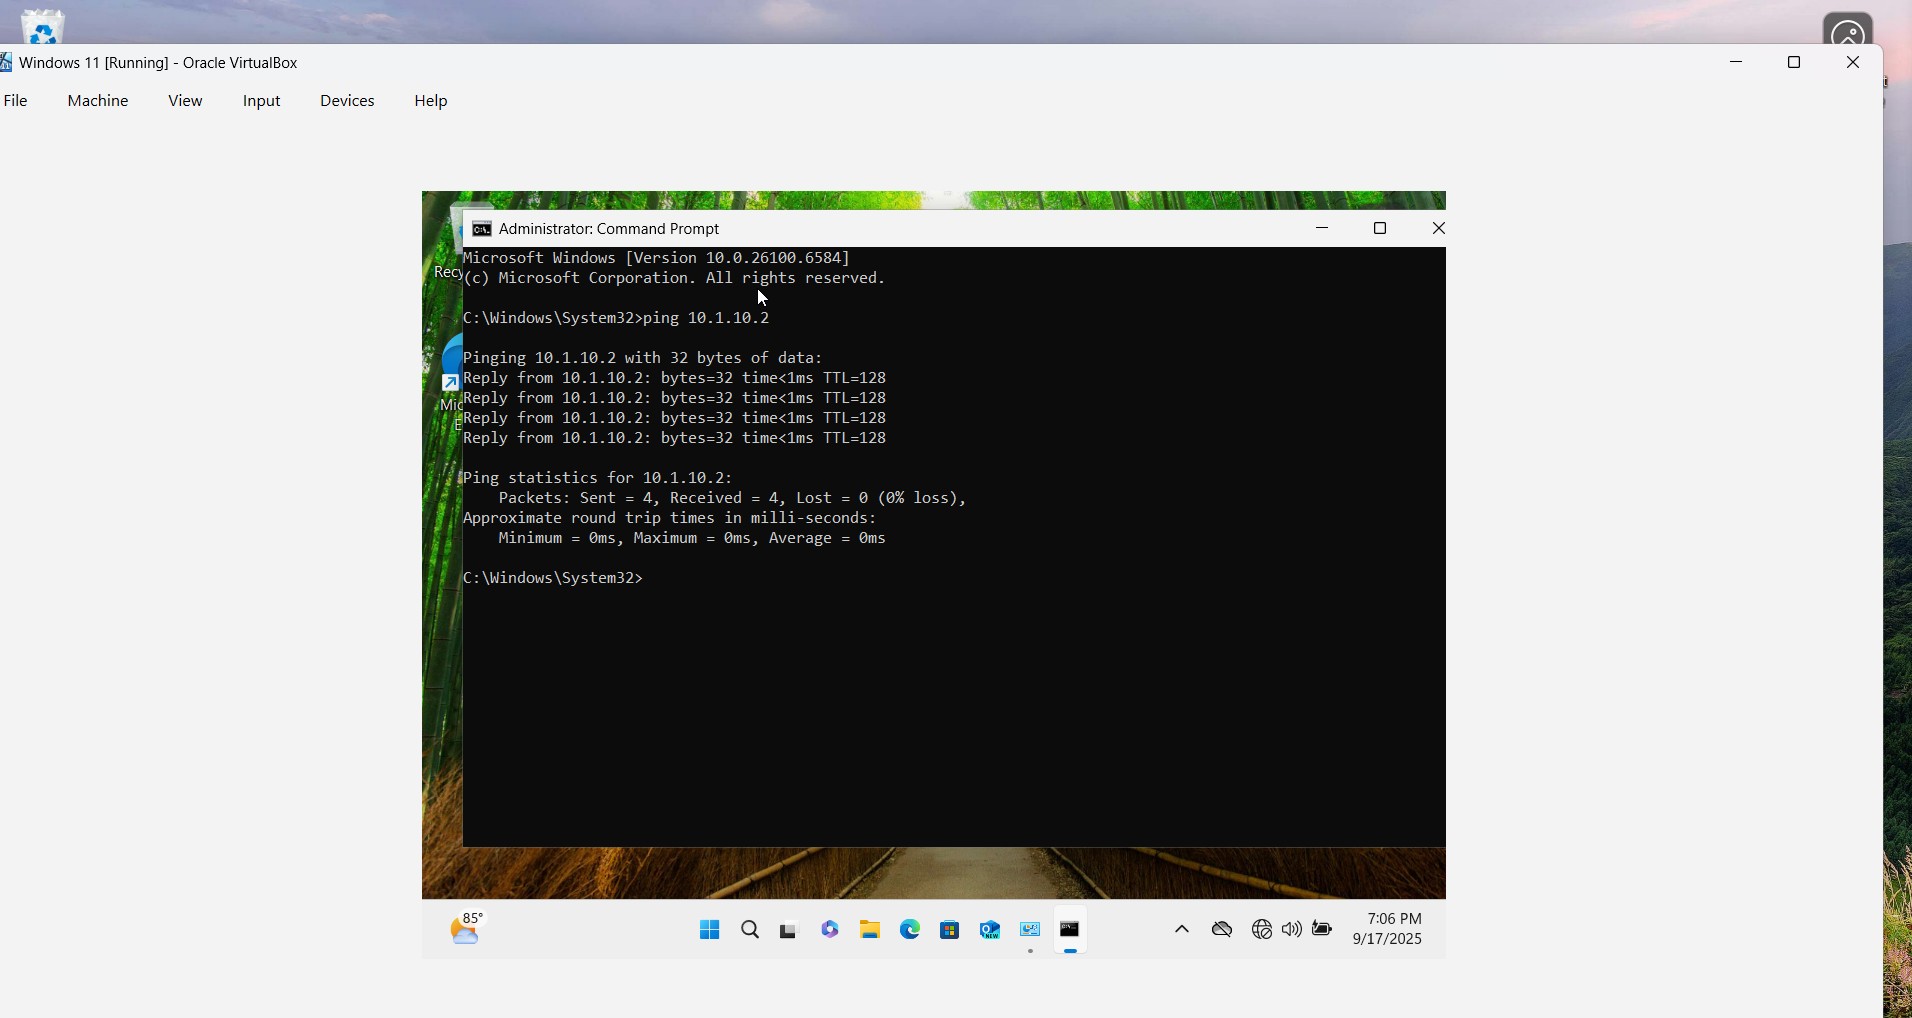 Windows 11 [Running] - Oracle VirtualBox
File Machine View Input Devices Help
Administrator: Command Prompt
Microsoft Windows [Version 10.0.26100.6584]
(c) Microsoft Corporation. All rights reserved.
C:\Windows\System32>ping 10.1.10.2
Pinging 10.1.10.2 with 32 bytes of data:
Reply from 10.1.10.2: bytes=32 time<1ms TTL=128
Reply from 10.1.10.2: bytes=32 time<1ms TTL=128
Reply from 10.1.10.2: bytes=32 time<1ms TTL=128
Reply from 10.1.10.2: bytes=32 time<1ms TTL=128
Ping statistics for 10.1.10.2:
Packets: Sent = 4, Received = 4, Lost = 0 (0% loss),
Approximate round trip times in milli-seconds:
Minimum = 0ms, Maximum = 0ms, Average = 0ms
C:\Windows\System32>
85°
7:06 PM
9/17/2025